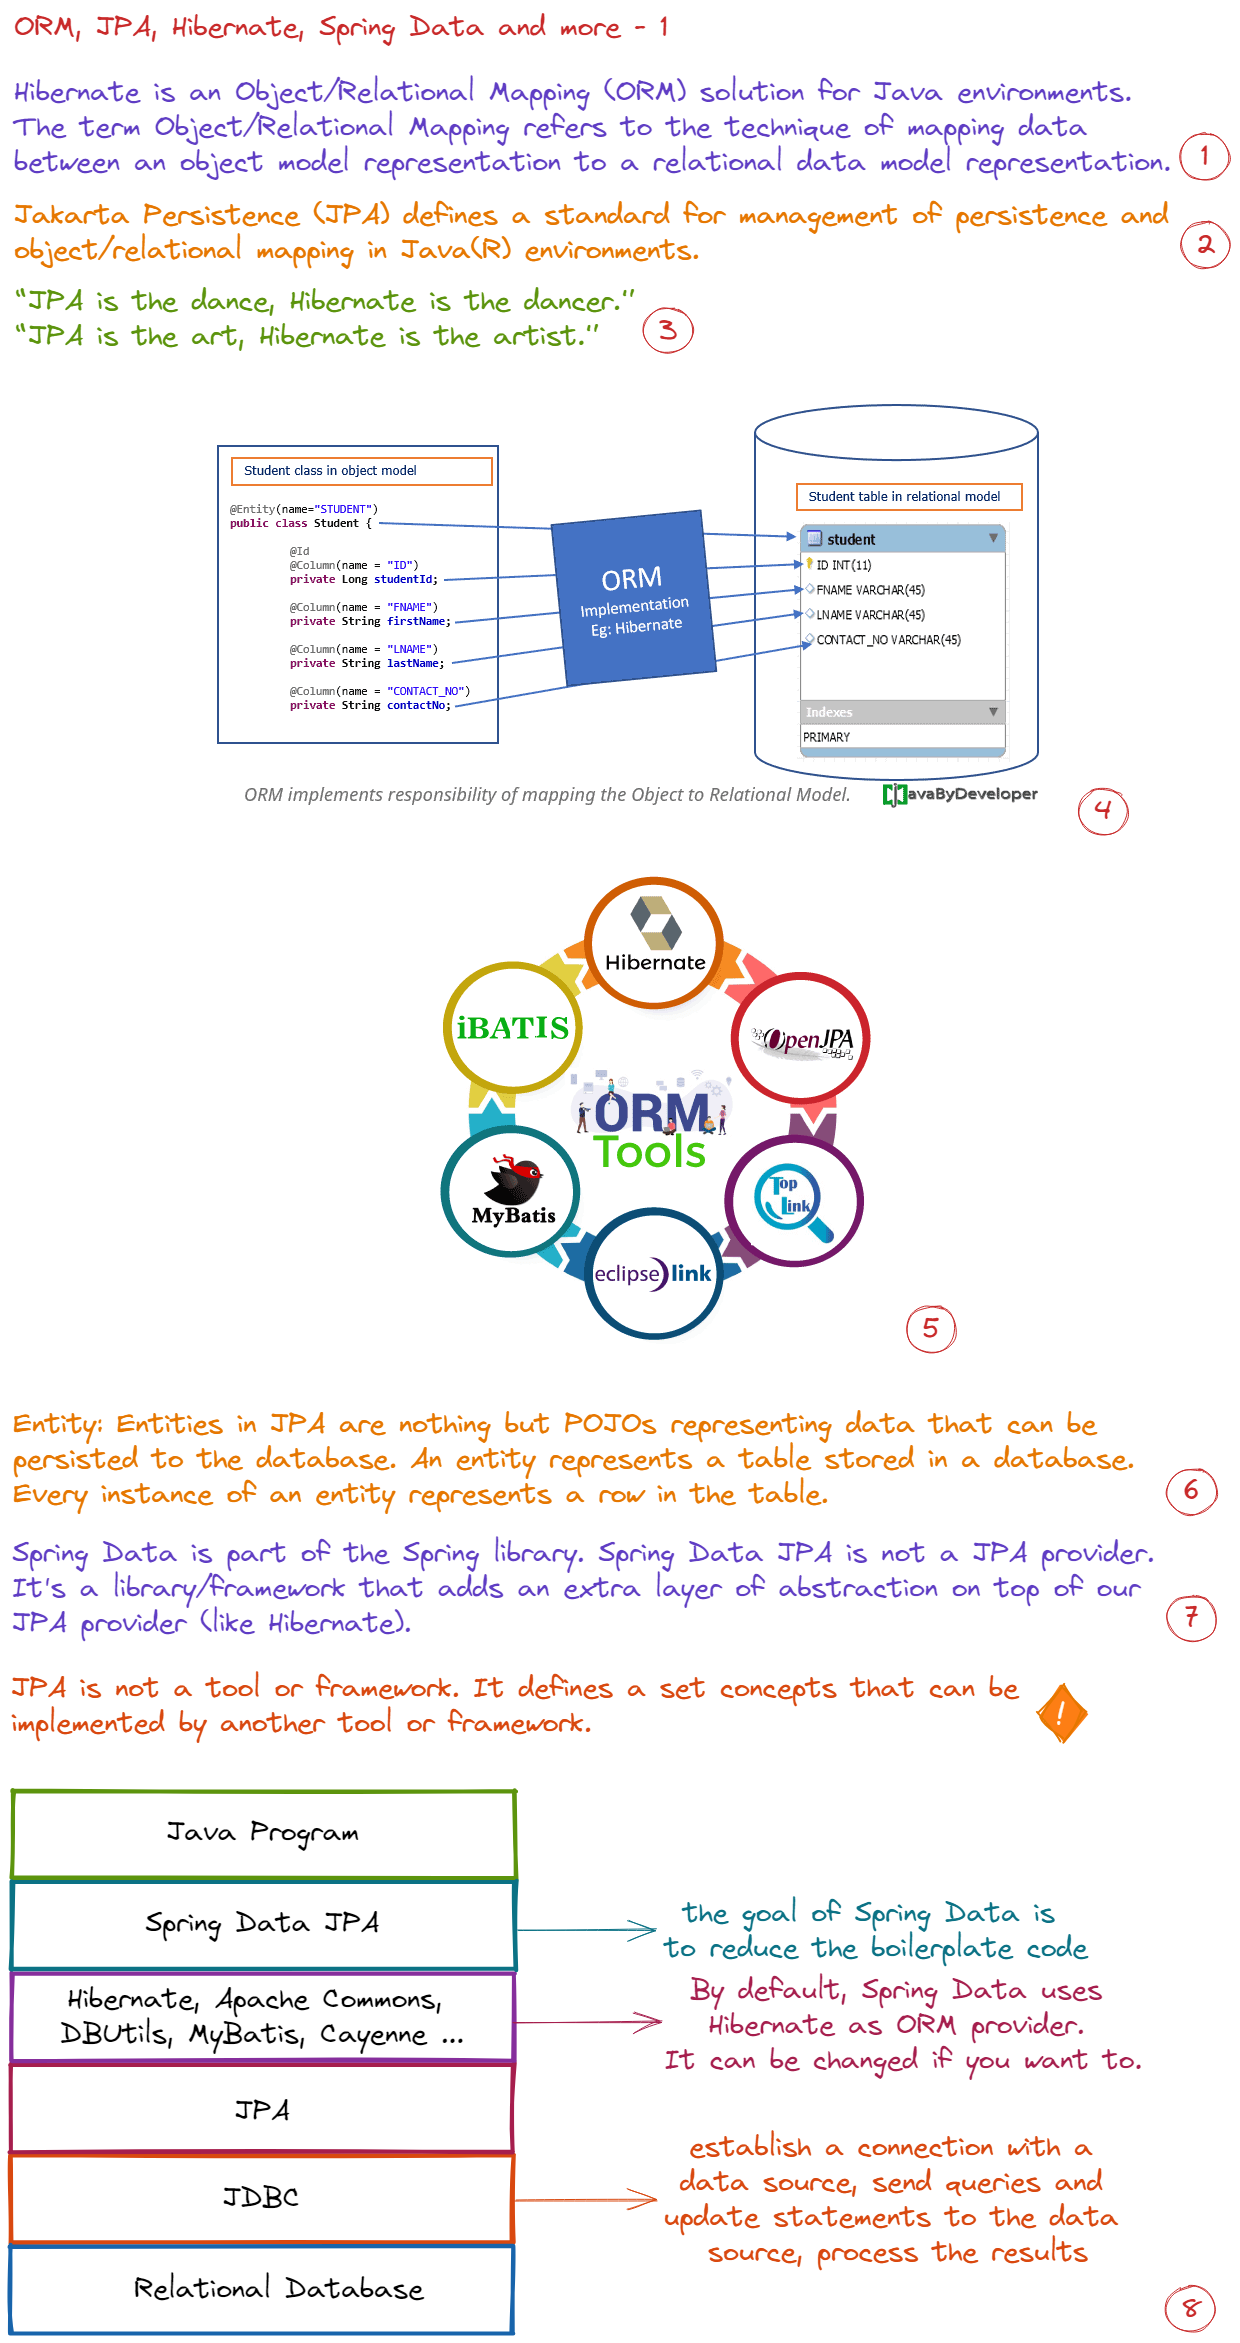 ORM, JPA, Hibernate, Spring Data and more - 1
Hibernate is an Object/Relational Mapping (ORM) solution for Java environments.
The term Object/Relational Mapping refers to the technique of mapping data
between an object model representation to a relational data model representation.
1
Jakarta Persistence (JPA) defines a standard for management of persistence and
object/relational mapping in Java(R) environments.
2
"JPA is the dance, Hibernate is the dancer."
"JPA is the art, Hibernate is the artist."
3
Student class in object model
@Entity(name="STUDENT")
public class Student {
@Id
@Column(name = "ID")
private Long studentId;
@Column(name = "FNAME")
private String firstName;
@Column(name = "LNAME")
private String lastName;
@Column(name = "CONTACT_NO")
private String contactNo;
ORM
Implementation
Eg: Hibernate
Student table in relational model
student
ID INT(11)
FNAME VARCHAR(45)
LNAME VARCHAR(45)
CONTACT_NO VARCHAR(45)
Indexes
PRIMARY
ORM implements responsibility of mapping the Object to Relational Model.
JavaByDeveloper
4
Hibernate
iBATIS
OpenJPA
ORM
Tools
MyBatis
Top
Link
eclipse link
5
Entity: Entities in JPA are nothing but POJOs representing data that can be
persisted to the database. An entity represents a table stored in a database.
Every instance of an entity represents a row in the table.
6
Spring Data is part of the Spring library. Spring Data JPA is not a JPA provider.
It's a library/framework that adds an extra layer of abstraction on top of our
JPA provider (like Hibernate).
7
JPA is not a tool or framework. It defines a set concepts that can be
implemented by another tool or framework.
!
Java Program
Spring Data JPA
the goal of Spring Data is
to reduce the boilerplate code
Hibernate, Apache Commons,
DBUtils, MyBatis, Cayenne ...
By default, Spring Data uses
Hibernate as ORM provider.
It can be changed if you want to.
JPA
JDBC
establish a connection with a
data source, send queries and
update statements to the data
source, process the results
Relational Database
8